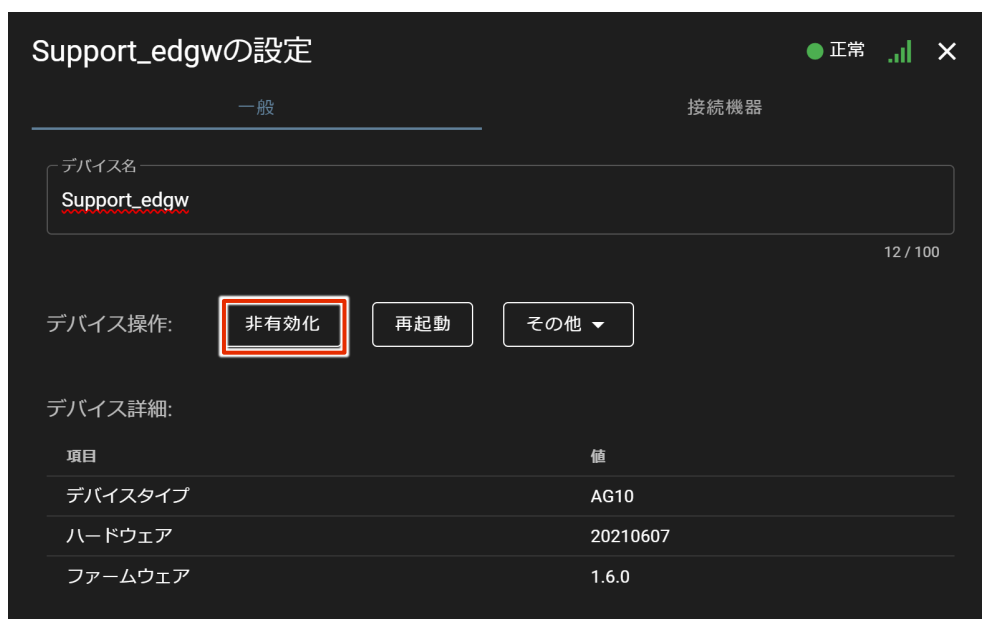 Support_edgwの設定 正常
一般 接続機器
デバイス名
Support_edgw
12 / 100
デバイス操作: 非有効化 再起動 その他
デバイス詳細:
項目 値
デバイスタイプ AG10
ハードウェア 20210607
ファームウェア 1.6.0